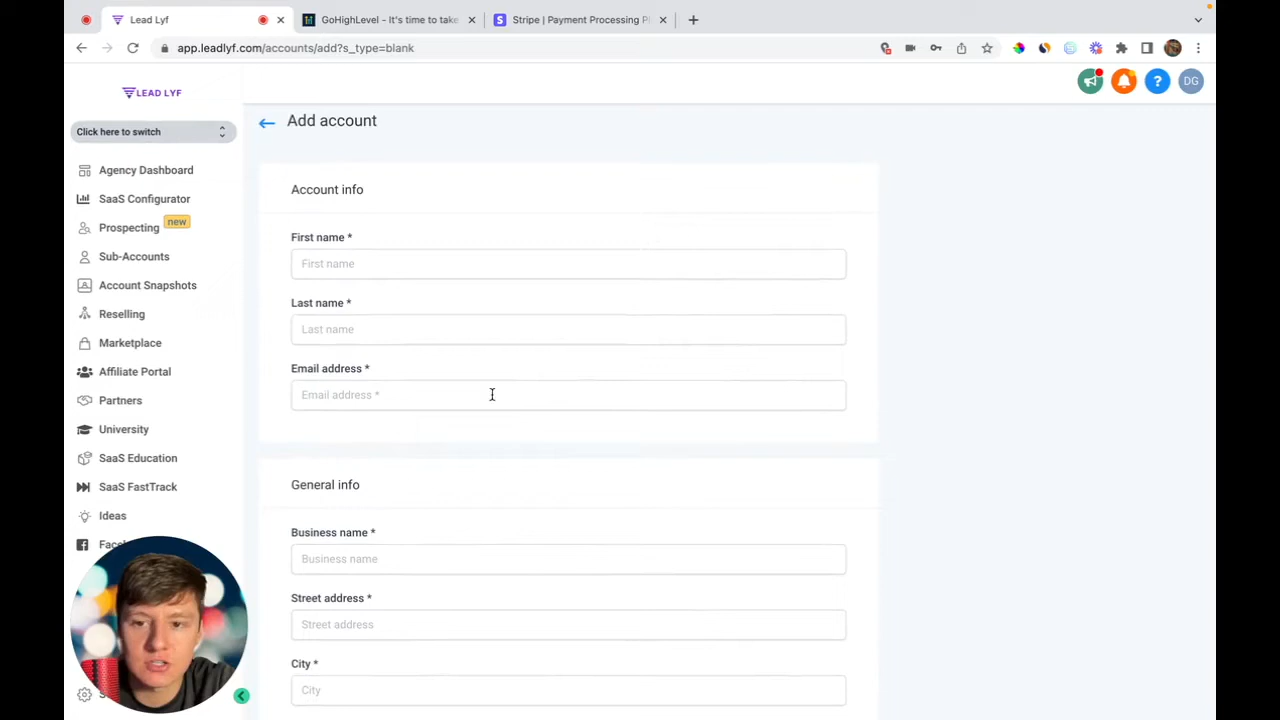 Lead Lyf
GoHighLevel - It's time to take
Stripe | Payment Processing Pl
app.leadlyf.com/accounts/add?s_type=blank
LEAD LYF
DG
Click here to switch
Add account
Agency Dashboard
SaaS Configurator
Prospecting
new
Sub-Accounts
Account Snapshots
Reselling
Marketplace
Affiliate Portal
Partners
University
SaaS Education
SaaS FastTrack
Ideas
Account info
First name *
First name
Last name *
Last name
Email address *
Email address *
General info
Business name *
Business name
Street address *
Street address
City *
City